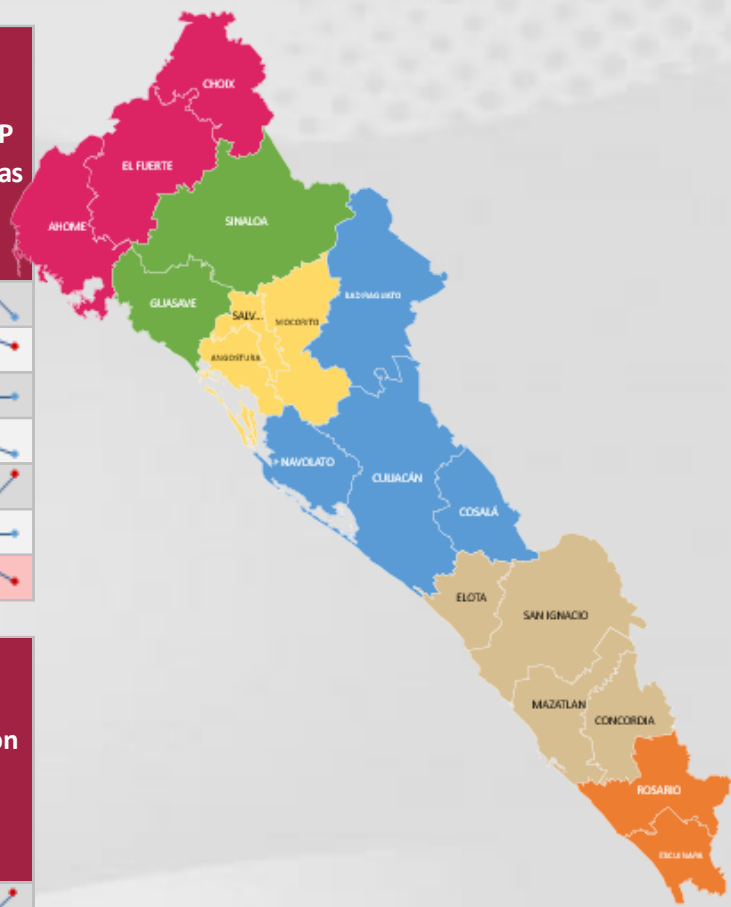 P
as
CHOIX
EL FUERTE
AHOME
SINALOA
GUASAVE
SALV...
MOCORITO
BADIRAGUATO
ANGOSTURA
NAVOLATO
CULIACÁN
COSALÁ
ELOTA
SAN IGNACIO
MAZATLAN
CONCORDIA
on
ROSARIO
ESCUINAPA